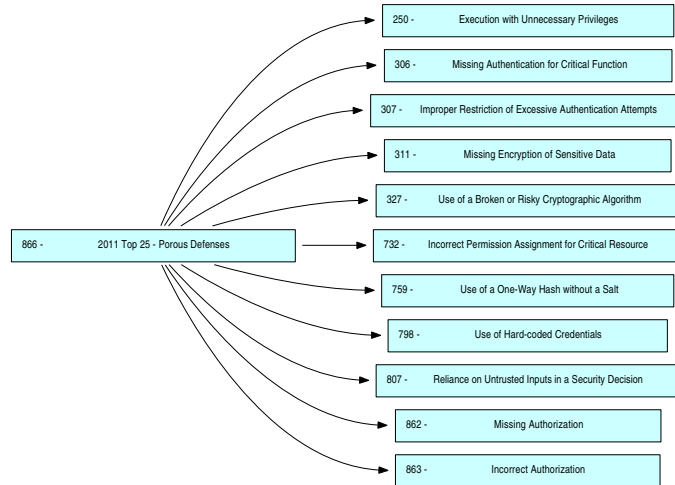 250 - Execution with Unnecessary Privileges
306 - Missing Authentication for Critical Function
307 - Improper Restriction of Excessive Authentication Attempts
311 - Missing Encryption of Sensitive Data
327 - Use of a Broken or Risky Cryptographic Algorithm
866 - 2011 Top 25 - Porous Defenses
732 - Incorrect Permission Assignment for Critical Resource
759 - Use of a One-Way Hash without a Salt
798 - Use of Hard-coded Credentials
807 - Reliance on Untrusted Inputs in a Security Decision
862 - Missing Authorization
863 - Incorrect Authorization